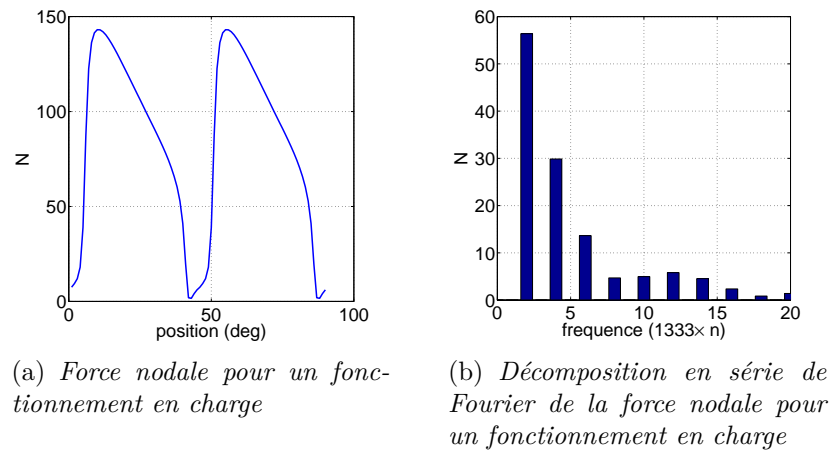 150
100
50
0
N
0
50
100
position (deg)
60
50
40
30
20
10
0
N
0
5
10
15
20
frequence (1333× n)
(a) Force nodale pour un fonc-
tionnement en charge
(b) Décomposition en série de
Fourier de la force nodale pour
un fonctionnement en charge